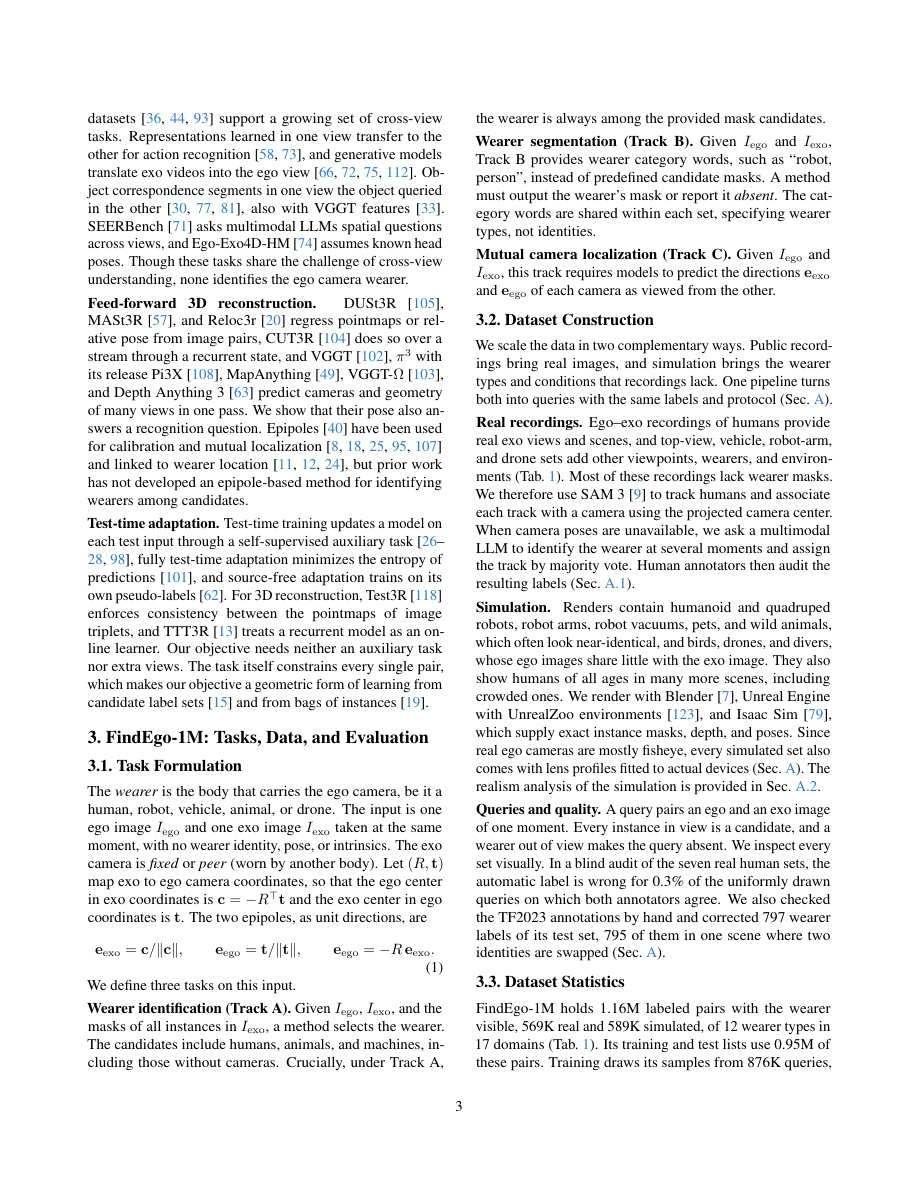 datasets [36, 44, 93] support a growing set of cross-view
tasks. Representations learned in one view transfer to the
other for action recognition [58, 73], and generative models
translate exo videos into the ego view [66, 72, 75, 112]. Ob-
ject correspondence segments in one view the object queried
in the other [30, 77, 81], also with VGGT features [33].
SEERBench [71] asks multimodal LLMs spatial questions
across views, and Ego-Exo4D-HM [74] assumes known head
poses. Though these tasks share the challenge of cross-view
understanding, none identifies the ego camera wearer.
Feed-forward 3D reconstruction. DUSt3R [105],
MASt3R [57], and Reloc3r [20] regress pointmaps or rel-
ative pose from image pairs, CUT3R [104] does so over a
stream through a recurrent state, and VGGT [102], π³ with
its release Pi3X [108], MapAnything [49], VGGT-Ω [103],
and Depth Anything 3 [63] predict cameras and geometry
of many views in one pass. We show that their pose also an-
swers a recognition question. Epipoles [40] have been used
for calibration and mutual localization [8, 18, 25, 95, 107]
and linked to wearer location [11, 12, 24], but prior work
has not developed an epipole-based method for identifying
wearers among candidates.
Test-time adaptation. Test-time training updates a model on
each test input through a self-supervised auxiliary task [26–
28, 98], fully test-time adaptation minimizes the entropy of
predictions [101], and source-free adaptation trains on its
own pseudo-labels [62]. For 3D reconstruction, Test3R [118]
enforces consistency between the pointmaps of image
triplets, and TTT3R [13] treats a recurrent model as an on-
line learner. Our objective needs neither an auxiliary task
nor extra views. The task itself constrains every single pair,
which makes our objective a geometric form of learning from
candidate label sets [15] and from bags of instances [19].
3. FindEgo-1M: Tasks, Data, and Evaluation
3.1. Task Formulation
The wearer is the body that carries the ego camera, be it a
human, robot, vehicle, animal, or drone. The input is one
ego image I_ego and one exo image I_exo taken at the same
moment, with no wearer identity, pose, or intrinsics. The exo
camera is fixed or peer (worn by another body). Let (R, t)
map exo to ego camera coordinates, so that the ego center
in exo coordinates is c = −R⊤t and the exo center in ego
coordinates is t. The two epipoles, as unit directions, are
e_exo = c/∥c∥, e_ego = t/∥t∥, e_ego = −R e_exo.
(1)
We define three tasks on this input.
Wearer identification (Track A). Given I_ego, I_exo, and the
masks of all instances in I_exo, a method selects the wearer.
The candidates include humans, animals, and machines, in-
cluding those without cameras. Crucially, under Track A,
the wearer is always among the provided mask candidates.
Wearer segmentation (Track B). Given I_ego and I_exo,
Track B provides wearer category words, such as “robot,
person”, instead of predefined candidate masks. A method
must output the wearer’s mask or report it absent. The cat-
egory words are shared within each set, specifying wearer
types, not identities.
Mutual camera localization (Track C). Given I_ego and
I_exo, this track requires models to predict the directions e_exo
and e_ego of each camera as viewed from the other.
3.2. Dataset Construction
We scale the data in two complementary ways. Public record-
ings bring real images, and simulation brings the wearer
types and conditions that recordings lack. One pipeline turns
both into queries with the same labels and protocol (Sec. A).
Real recordings. Ego–exo recordings of humans provide
real exo views and scenes, and top-view, vehicle, robot-arm,
and drone sets add other viewpoints, wearers, and environ-
ments (Tab. 1). Most of these recordings lack wearer masks.
We therefore use SAM 3 [9] to track humans and associate
each track with a camera using the projected camera center.
When camera poses are unavailable, we ask a multimodal
LLM to identify the wearer at several moments and assign
the track by majority vote. Human annotators then audit the
resulting labels (Sec. A.1).
Simulation. Renders contain humanoid and quadruped
robots, robot arms, robot vacuums, pets, and wild animals,
which often look near-identical, and birds, drones, and divers,
whose ego images share little with the exo image. They also
show humans of all ages in many more scenes, including
crowded ones. We render with Blender [7], Unreal Engine
with UnrealZoo environments [123], and Isaac Sim [79],
which supply exact instance masks, depth, and poses. Since
real ego cameras are mostly fisheye, every simulated set also
comes with lens profiles fitted to actual devices (Sec. A). The
realism analysis of the simulation is provided in Sec. A.2.
Queries and quality. A query pairs an ego and an exo image
of one moment. Every instance in view is a candidate, and a
wearer out of view makes the query absent. We inspect every
set visually. In a blind audit of the seven real human sets, the
automatic label is wrong for 0.3% of the uniformly drawn
queries on which both annotators agree. We also checked
the TF2023 annotations by hand and corrected 797 wearer
labels of its test set, 795 of them in one scene where two
identities are swapped (Sec. A).
3.3. Dataset Statistics
FindEgo-1M holds 1.16M labeled pairs with the wearer
visible, 569K real and 589K simulated, of 12 wearer types in
17 domains (Tab. 1). Its training and test lists use 0.95M of
these pairs. Training draws its samples from 876K queries,
3